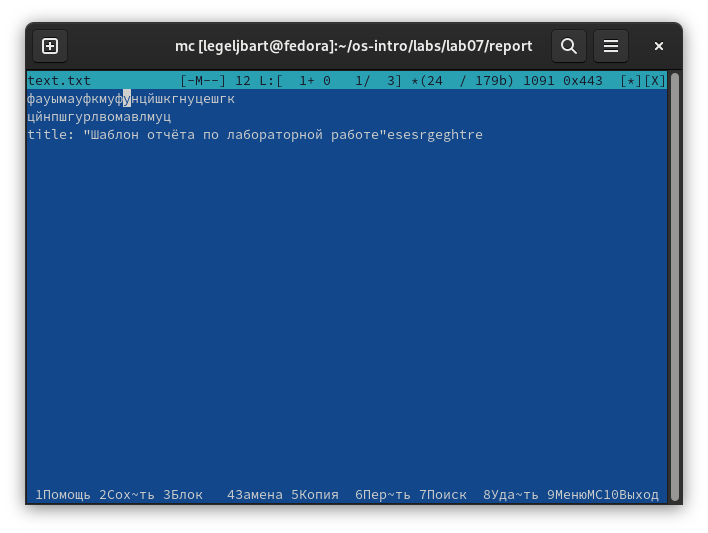 mc [legeljbart@fedora]:~/os-intro/labs/lab07/report
text.txt [-M--] 12 L:[ 1+ 0 1/ 3] *(24 / 179b) 1091 0x443 [*][X]
фауымауфкмуфунцйшкгнуцешгк
цйнпшгурлвомавлмуц
title: "Шаблон отчёта по лабораторной работе"esesrgeghtre
1Помощь 2Сох~ть 3Блок 4Замена 5Копия 6Пер~ть 7Поиск 8Уда~ть 9МенюMC10Выход